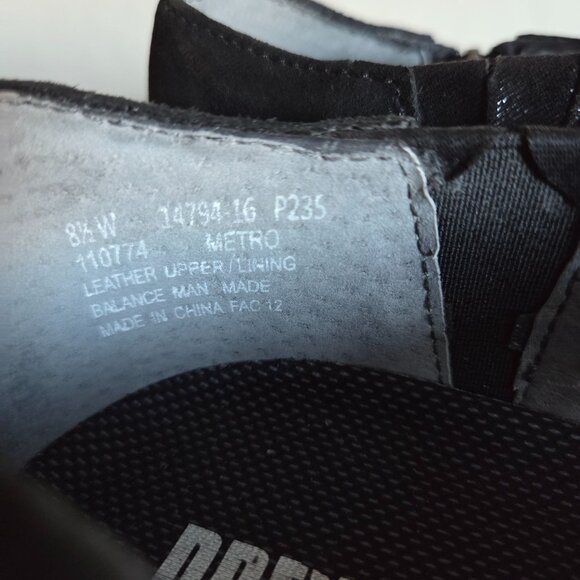 8½ W 14794-16 P235
110774 METRO
LEATHER UPPER/LINING
BALANCE MAN MADE
MADE IN CHINA FAC 12